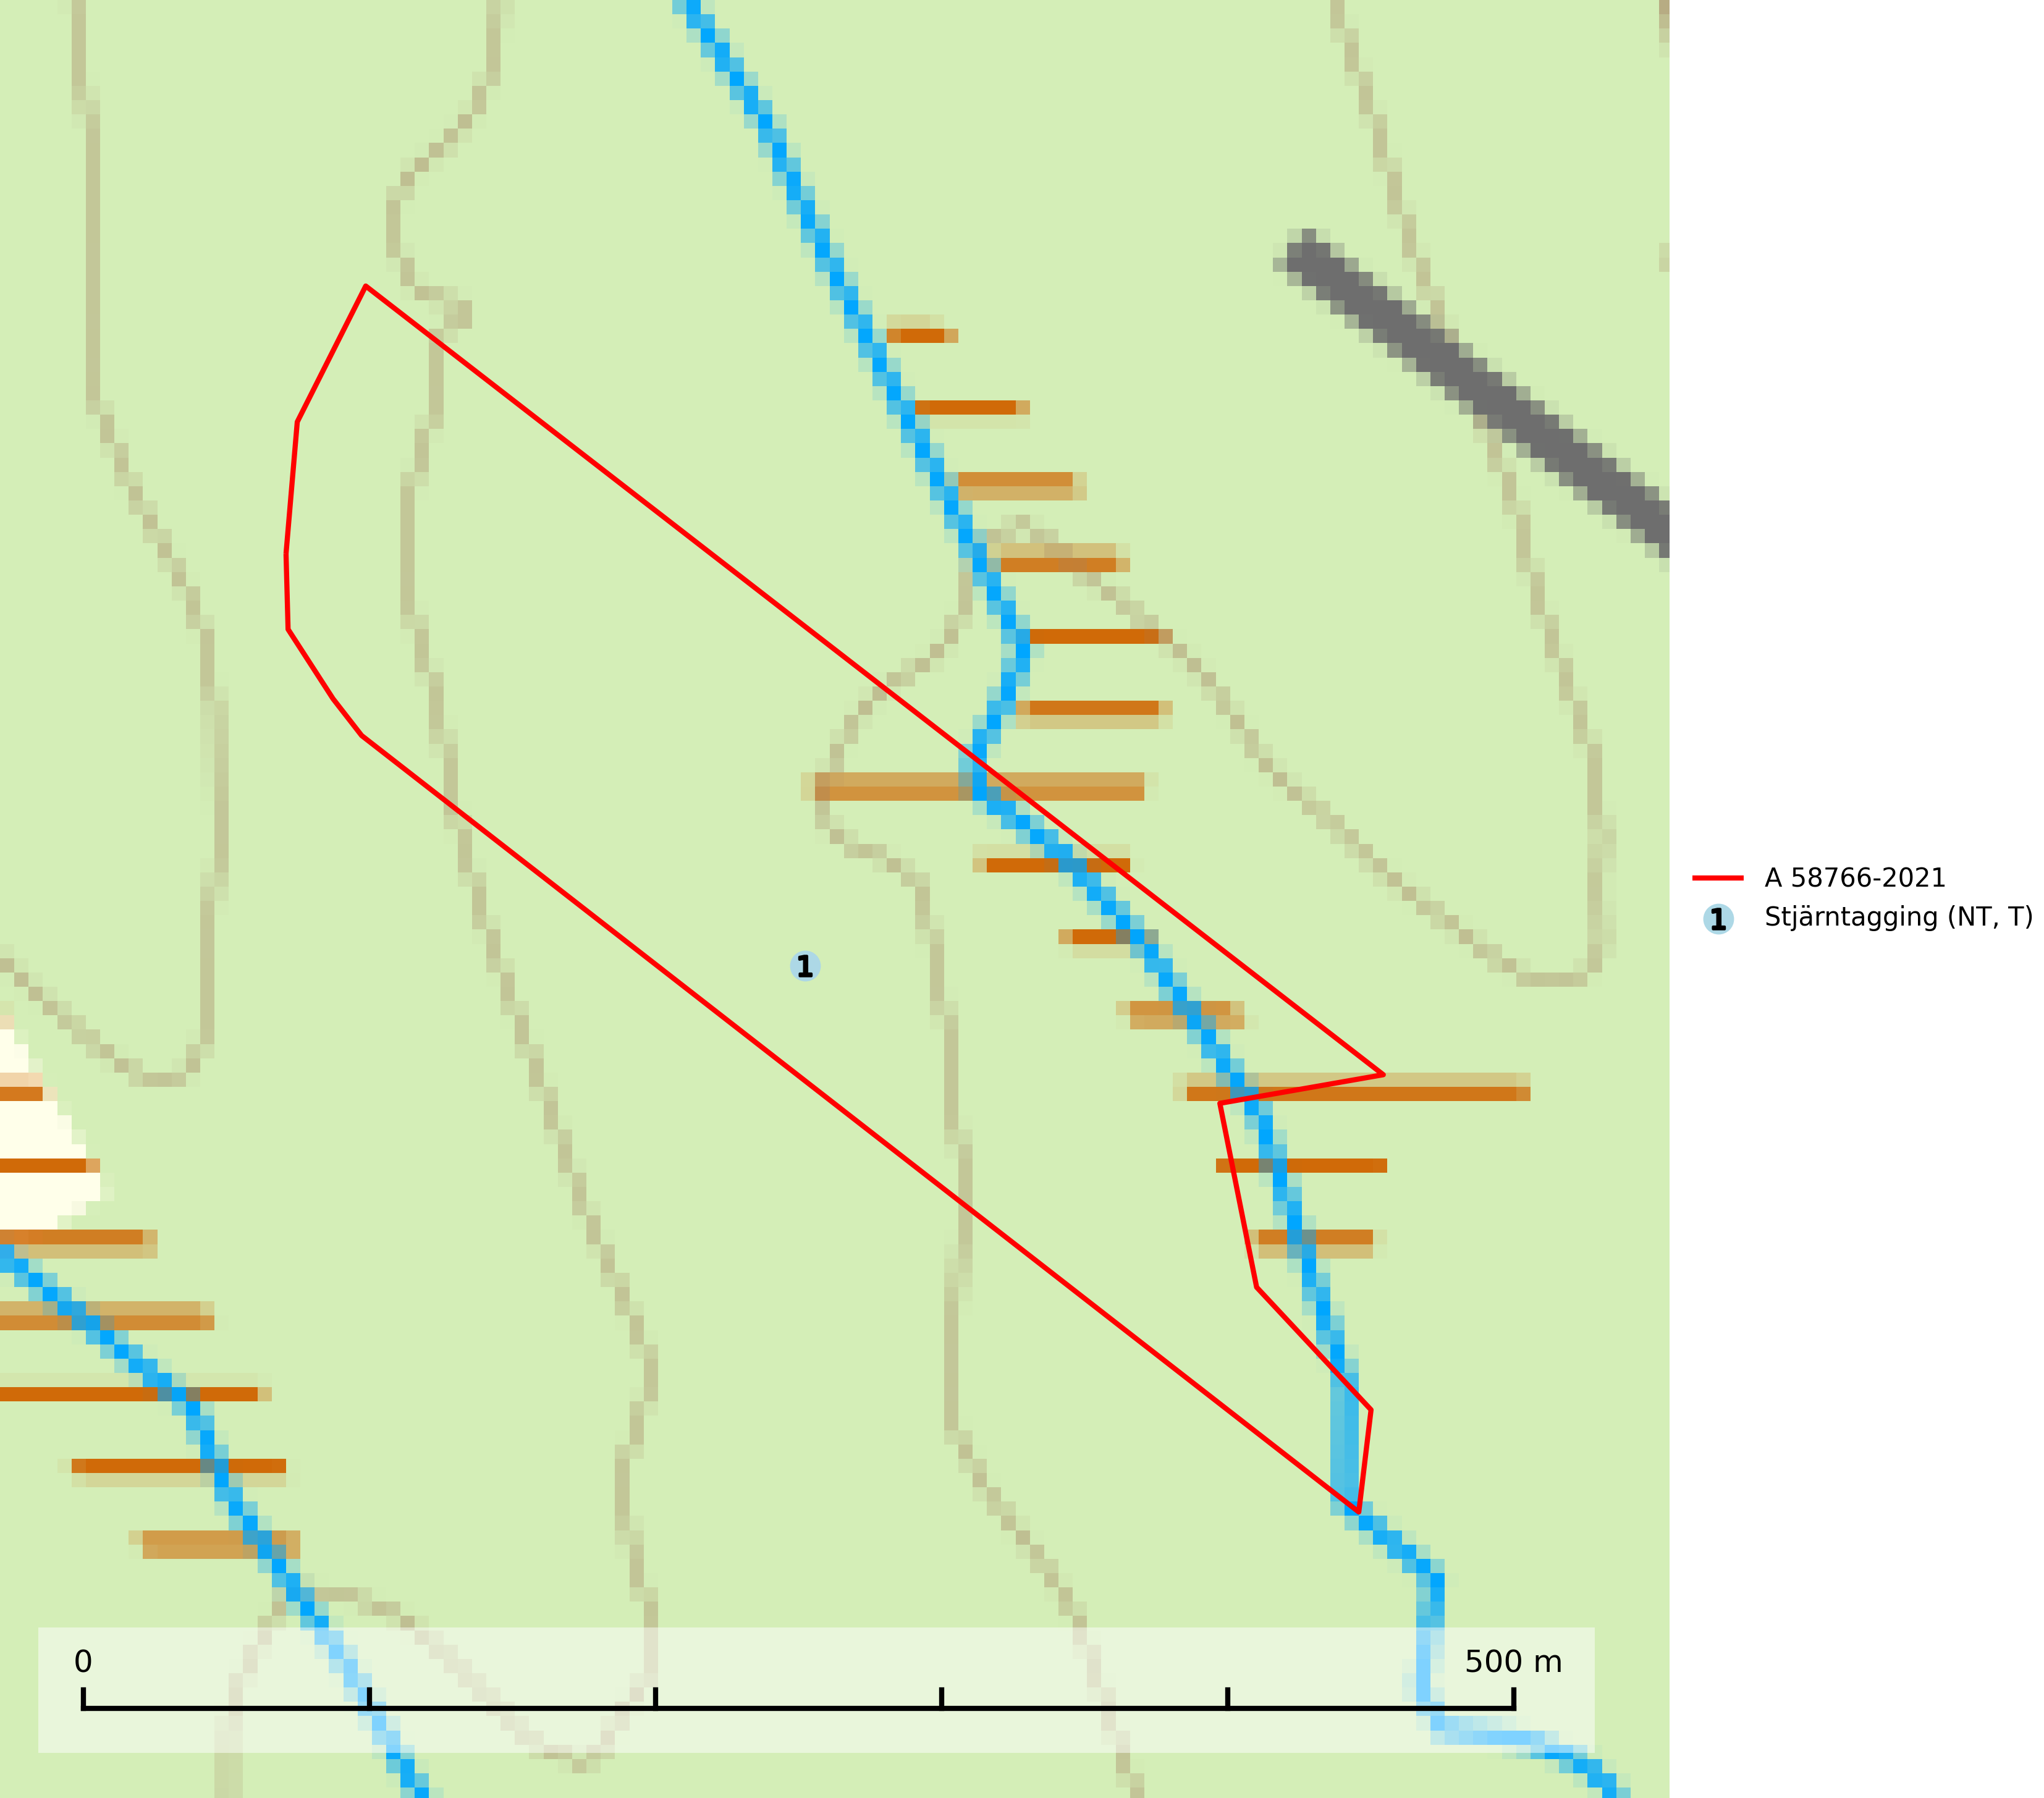 A 58766-2021
1 Stjärntagging (NT, T)
1
0 500 m